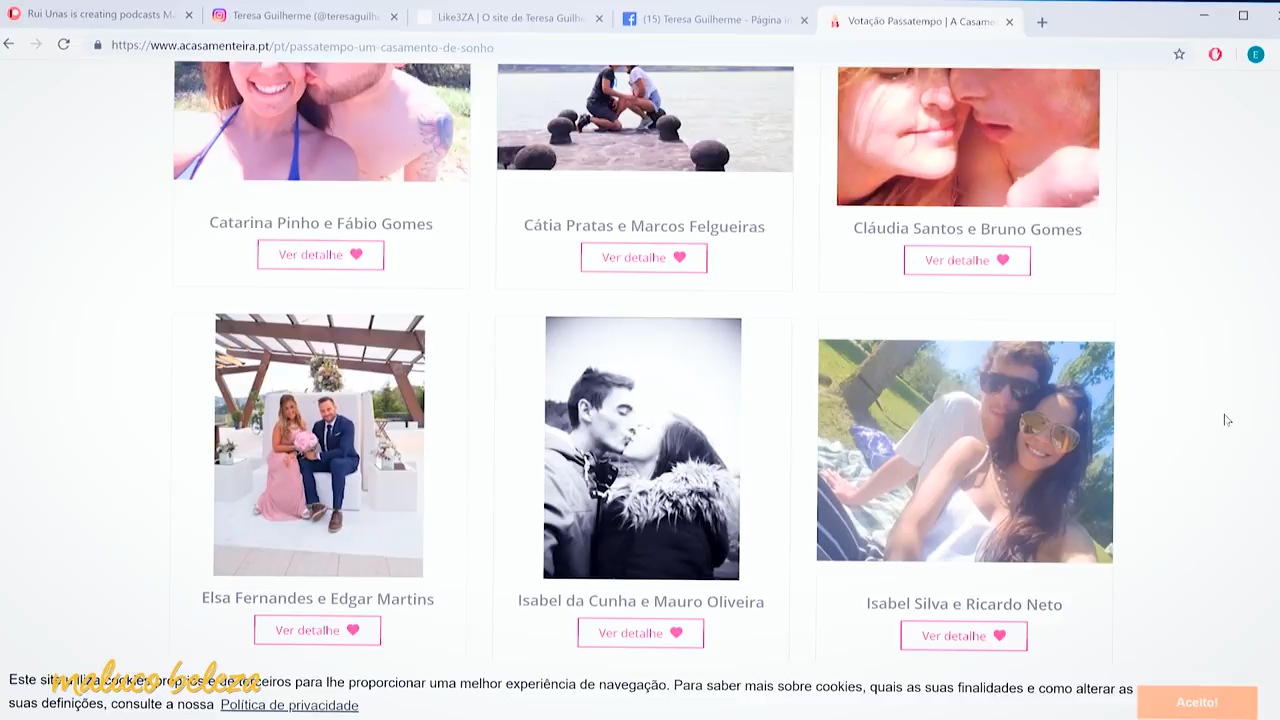 Rui Unas is creating podcasts M
Teresa Guilherme (@teresaguilh
Like3ZA | O site de Teresa Guilhe
(15) Teresa Guilherme - Página in
Votação Passatempo | A Casame
https://www.acasamenteira.pt/pt/passatempo-um-casamento-de-sonho
E
Catarina Pinho e Fábio Gomes
Cátia Pratas e Marcos Felgueiras
Cláudia Santos e Bruno Gomes
Ver detalhe
Ver detalhe
Ver detalhe
Elsa Fernandes e Edgar Martins
Isabel da Cunha e Mauro Oliveira
Isabel Silva e Ricardo Neto
Ver detalhe
Ver detalhe
Ver detalhe
Este site utiliza cookies próprios e de terceiros para lhe proporcionar uma melhor experiência de navegação. Para saber mais sobre cookies, quais as suas finalidades e como alterar as
suas definições, consulte a nossa Política de privacidade
Aceito!
maluco beleza